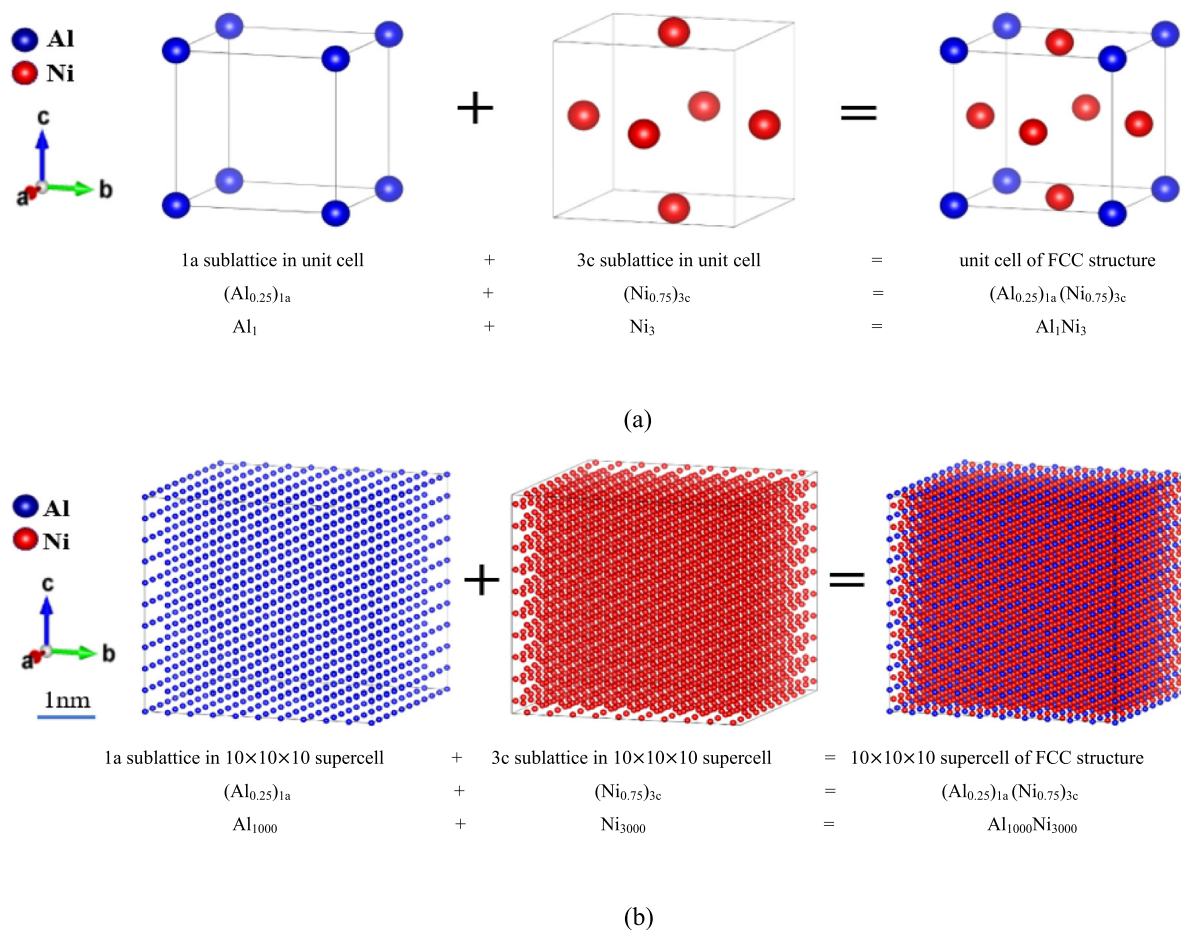 Al
Ni
c
a
b
+
=
1a sublattice in unit cell + 3c sublattice in unit cell = unit cell of FCC structure
(Al0.25)1a + (Ni0.75)3c = (Al0.25)1a (Ni0.75)3c
Al1 + Ni3 = Al1Ni3
(a)
Al
Ni
c
a
b
1nm
+
=
1a sublattice in 10×10×10 supercell + 3c sublattice in 10×10×10 supercell = 10×10×10 supercell of FCC structure
(Al0.25)1a + (Ni0.75)3c = (Al0.25)1a (Ni0.75)3c
Al1000 + Ni3000 = Al1000Ni3000
(b)